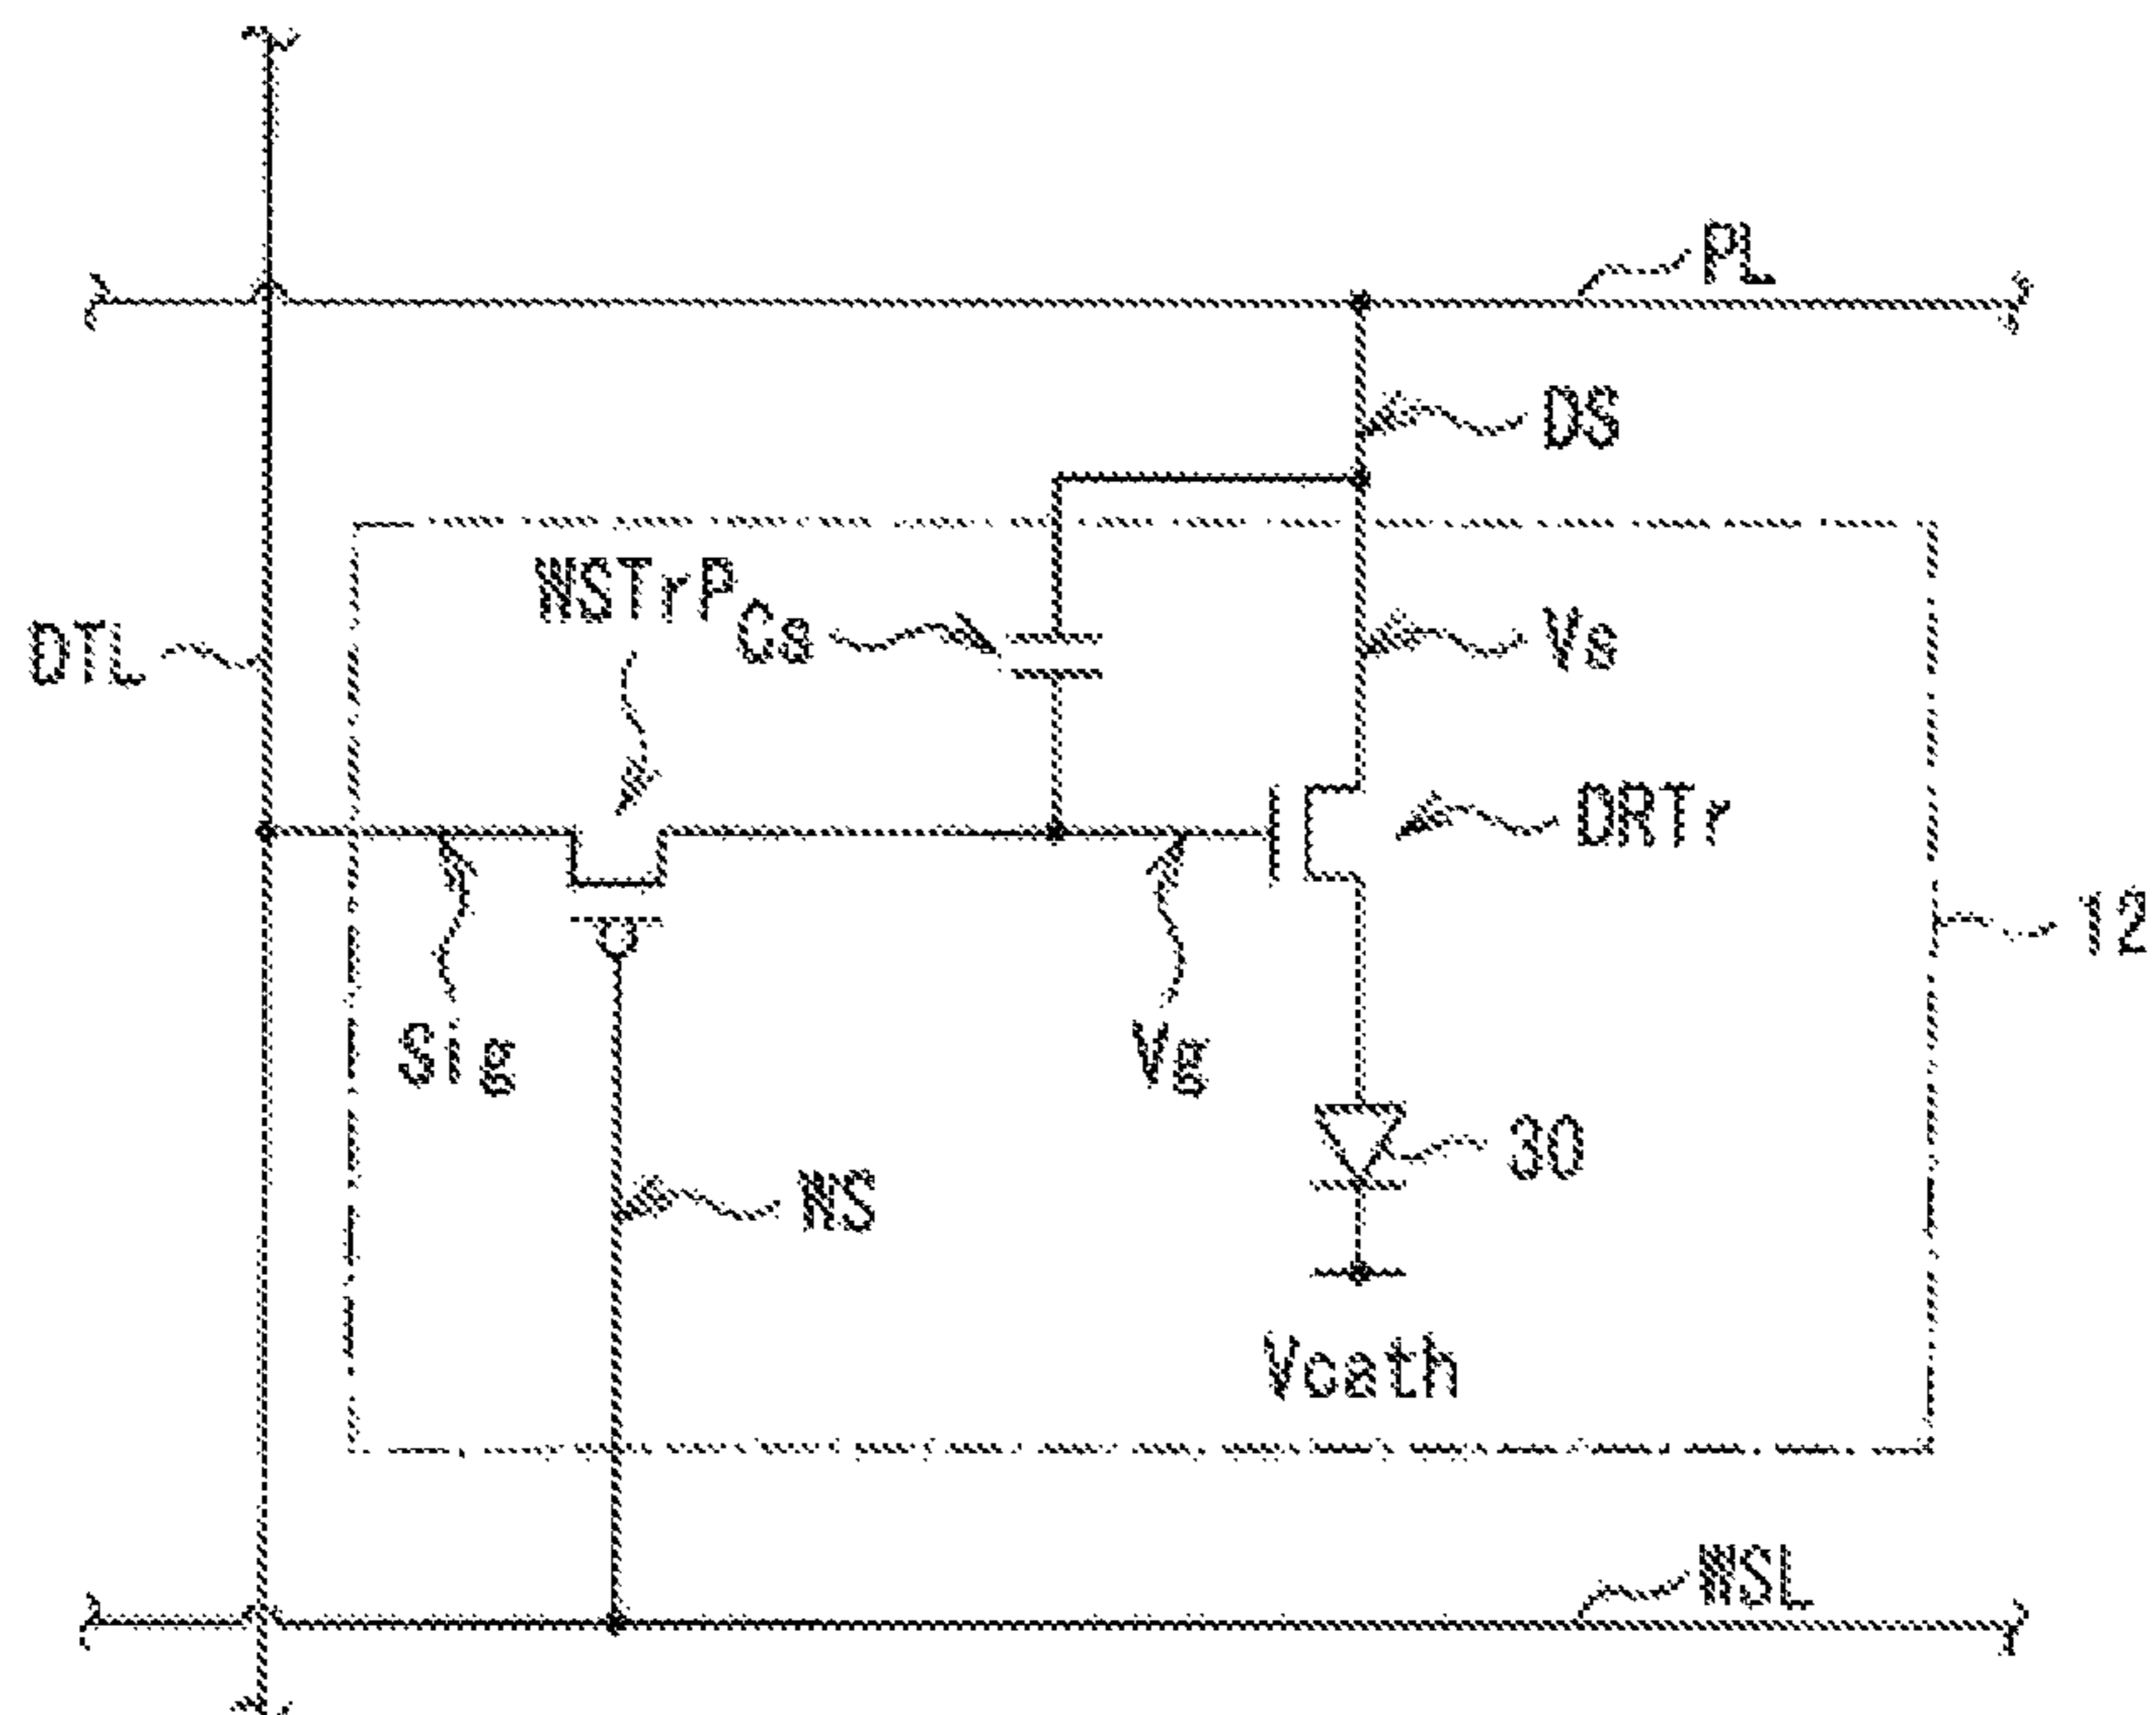 PL
DS
WSTrP
Cs
Vs
DTL
DRTr
12
Sig
Vg
30
WS
Vcath
WSL